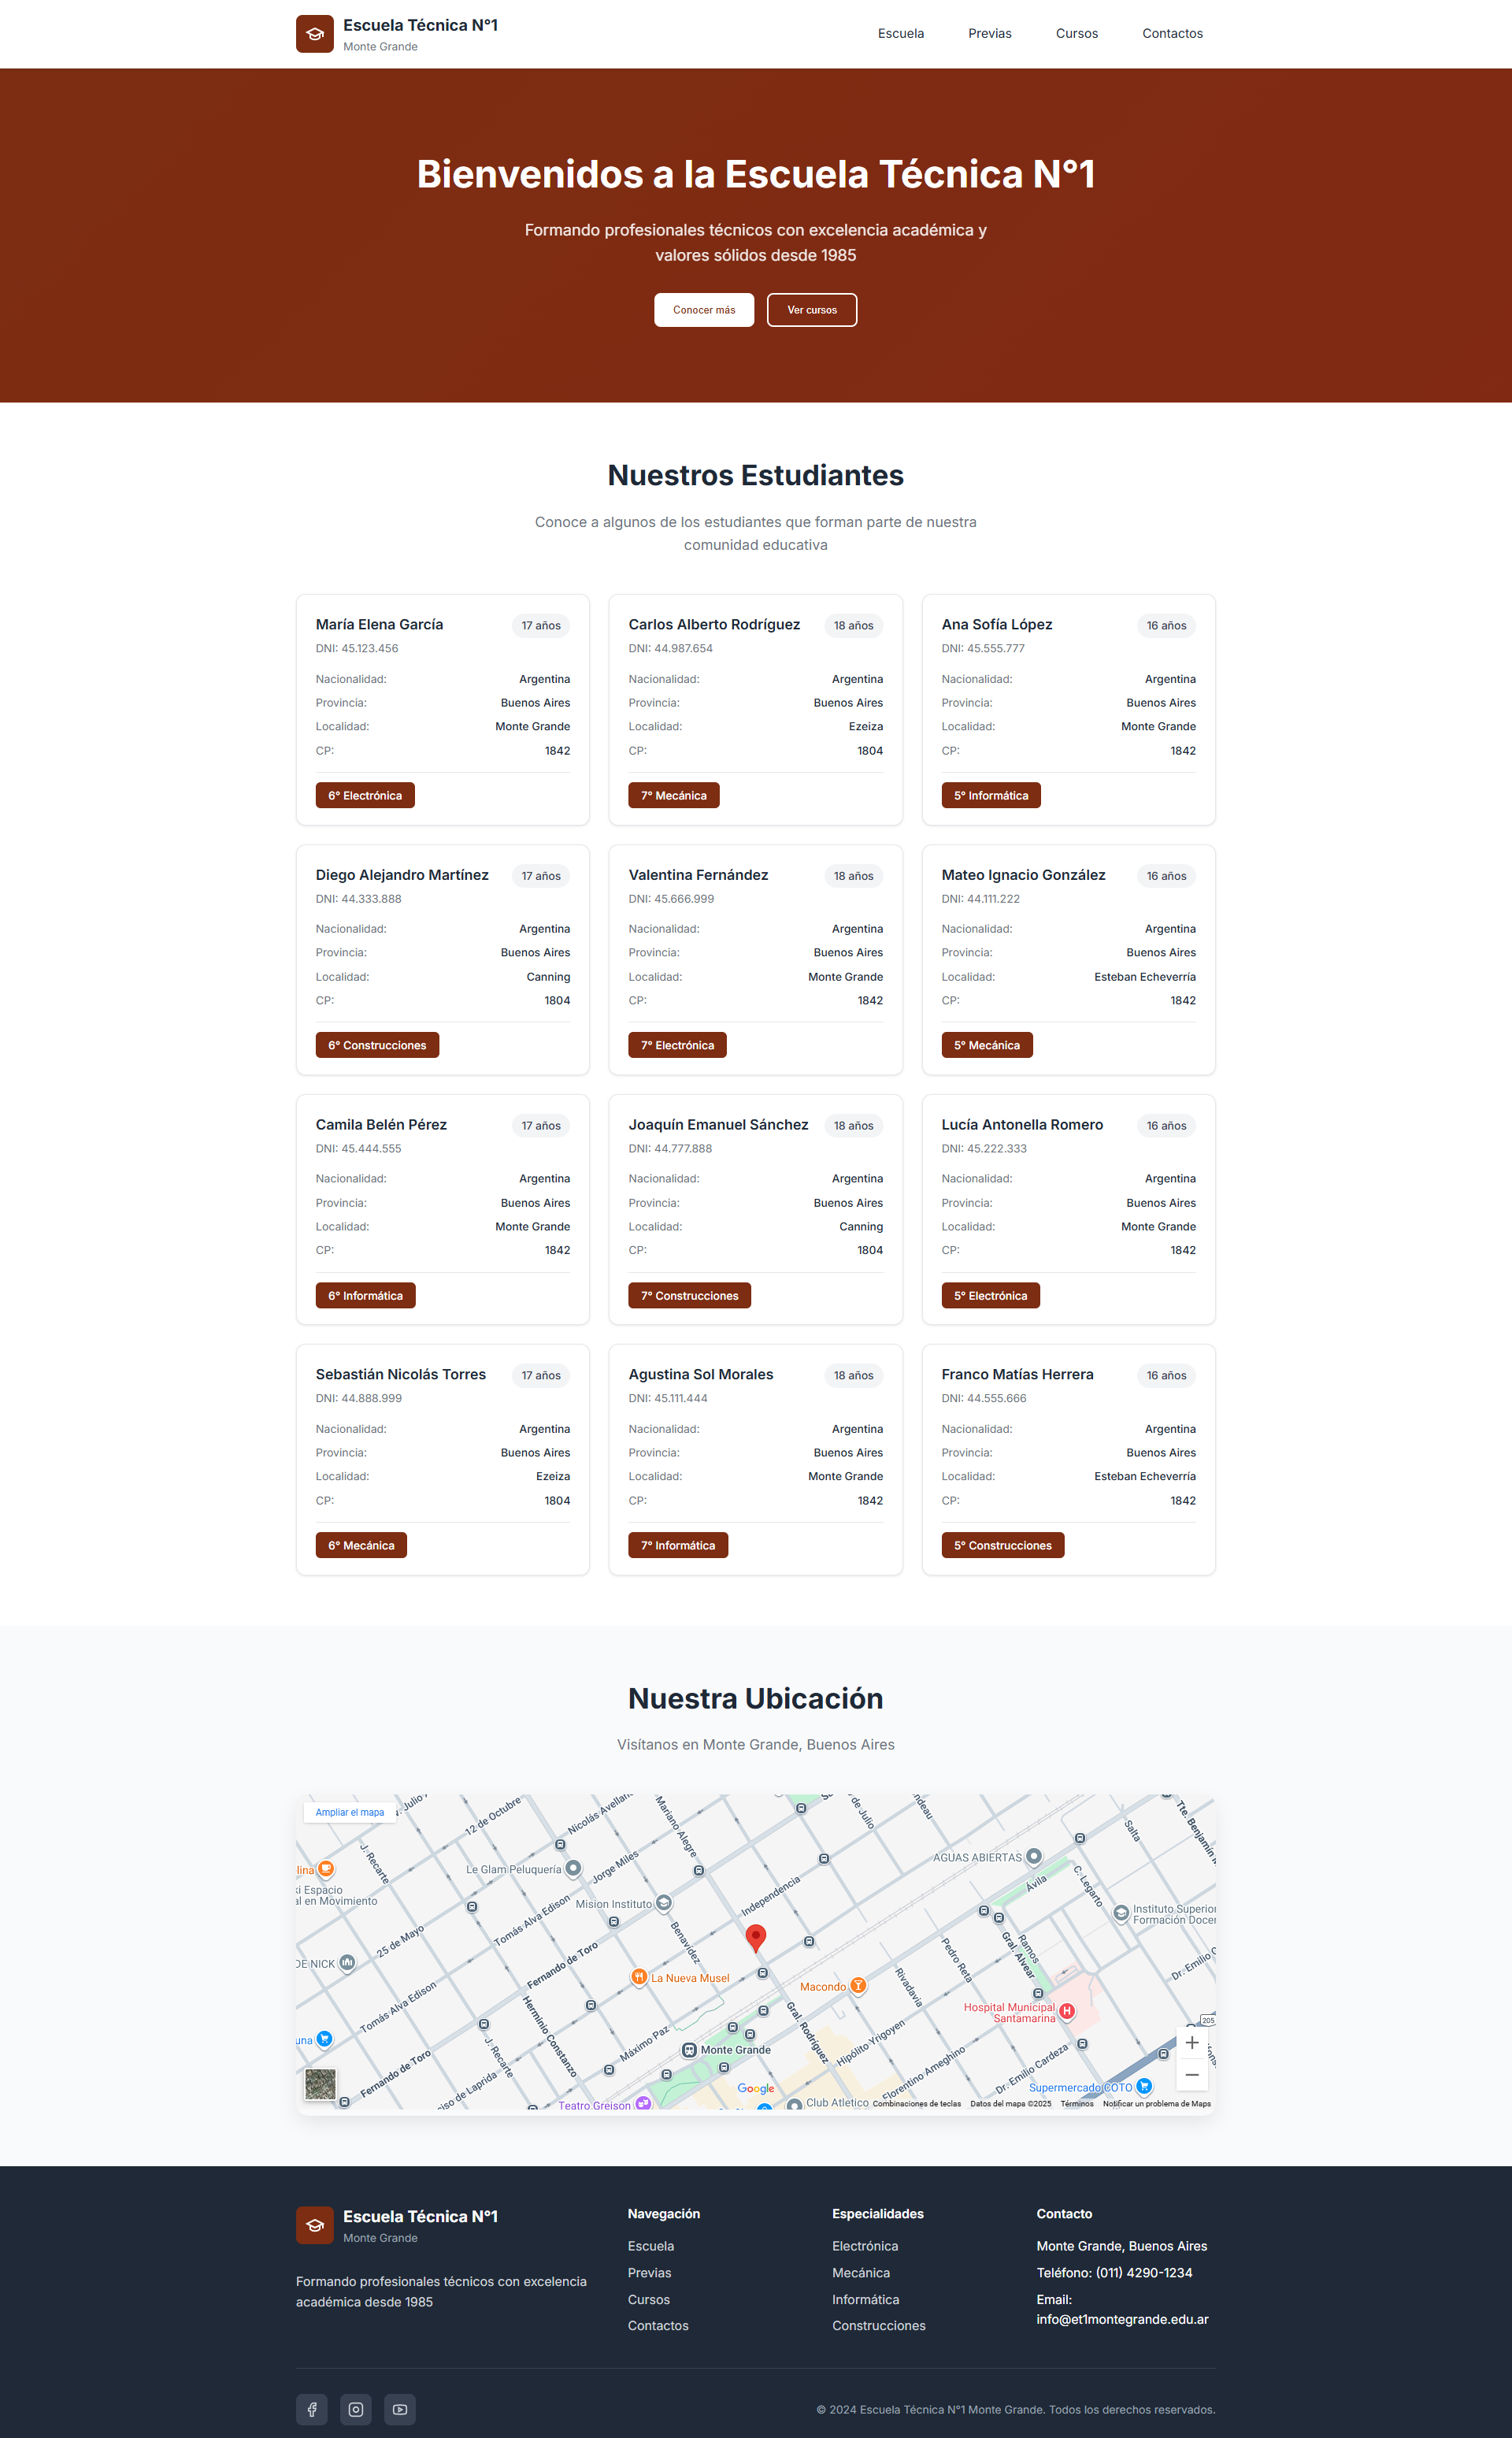 Escuela Técnica N°1
Monte Grande
Escuela
Previas
Cursos
Contactos
Bienvenidos a la Escuela Técnica N°1
Formando profesionales técnicos con excelencia académica y
valores sólidos desde 1985
Conocer más
Ver cursos
Nuestros Estudiantes
Conoce a algunos de los estudiantes que forman parte de nuestra
comunidad educativa
María Elena García
17 años
DNI: 45.123.456
Nacionalidad: Argentina
Provincia: Buenos Aires
Localidad: Monte Grande
CP: 1842
6° Electrónica
Carlos Alberto Rodríguez
18 años
DNI: 44.987.654
Nacionalidad: Argentina
Provincia: Buenos Aires
Localidad: Ezeiza
CP: 1804
7° Mecánica
Ana Sofía López
16 años
DNI: 45.555.777
Nacionalidad: Argentina
Provincia: Buenos Aires
Localidad: Monte Grande
CP: 1842
5° Informática
Diego Alejandro Martínez
17 años
DNI: 44.333.888
Nacionalidad: Argentina
Provincia: Buenos Aires
Localidad: Canning
CP: 1804
6° Construcciones
Valentina Fernández
18 años
DNI: 45.666.999
Nacionalidad: Argentina
Provincia: Buenos Aires
Localidad: Monte Grande
CP: 1842
7° Electrónica
Mateo Ignacio González
16 años
DNI: 44.111.222
Nacionalidad: Argentina
Provincia: Buenos Aires
Localidad: Esteban Echeverría
CP: 1842
5° Mecánica
Camila Belén Pérez
17 años
DNI: 45.444.555
Nacionalidad: Argentina
Provincia: Buenos Aires
Localidad: Monte Grande
CP: 1842
6° Informática
Joaquín Emanuel Sánchez
18 años
DNI: 44.777.888
Nacionalidad: Argentina
Provincia: Buenos Aires
Localidad: Canning
CP: 1804
7° Construcciones
Lucía Antonella Romero
16 años
DNI: 45.222.333
Nacionalidad: Argentina
Provincia: Buenos Aires
Localidad: Monte Grande
CP: 1842
5° Electrónica
Sebastián Nicolás Torres
17 años
DNI: 44.888.999
Nacionalidad: Argentina
Provincia: Buenos Aires
Localidad: Ezeiza
CP: 1804
6° Mecánica
Agustina Sol Morales
18 años
DNI: 45.111.444
Nacionalidad: Argentina
Provincia: Buenos Aires
Localidad: Monte Grande
CP: 1842
7° Informática
Franco Matías Herrera
16 años
DNI: 44.555.666
Nacionalidad: Argentina
Provincia: Buenos Aires
Localidad: Esteban Echeverría
CP: 1842
5° Construcciones
Nuestra Ubicación
Visítanos en Monte Grande, Buenos Aires
Ampliar el mapa
12 de Octubre
Mariano Alegre
J. Recarte
Le Glam Peluquería
Jorge Miles
AGUAS ABIERTAS
Salta
Ávila
C. Legarto
Mision Instituto
Independencia
Tomás Alva Edison
Instituto Superior
25 de Mayo
Benavidez
Fernando de Toro
La Nueva Musel
Macondo
Rivadavia
Pedro Reta
Gral. Alvear
Ramos
Hospital Municipal
Santamarina
205
Tomás Alva Edison
Herminio Constanzo
Máximo Paz
Monte Grande
Gral. Rodríguez
Hipólito Yrigoyen
Florentino Ameghino
Dr. Emilio Cardeza
J. Recarte
Fernando de Toro
Supermercado COTO
Teatro Greison
Google
Club Atletico
Combinaciones de teclas
Datos del mapa ©2025
Términos
Notificar un problema de Maps
Escuela Técnica N°1
Monte Grande
Formando profesionales técnicos con excelencia
académica desde 1985
Navegación
Escuela
Previas
Cursos
Contactos
Especialidades
Electrónica
Mecánica
Informática
Construcciones
Contacto
Monte Grande, Buenos Aires
Teléfono: (011) 4290-1234
Email:
info@et1montegrande.edu.ar
© 2024 Escuela Técnica N°1 Monte Grande. Todos los derechos reservados.